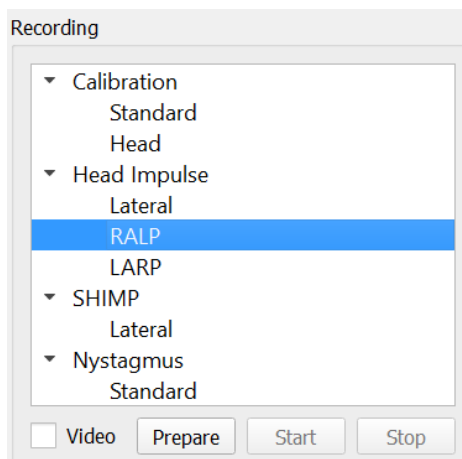 Recording
Calibration
Standard
Head
Head Impulse
Lateral
RALP
LARP
SHIMP
Lateral
Nystagmus
Standard
Video Prepare Start Stop